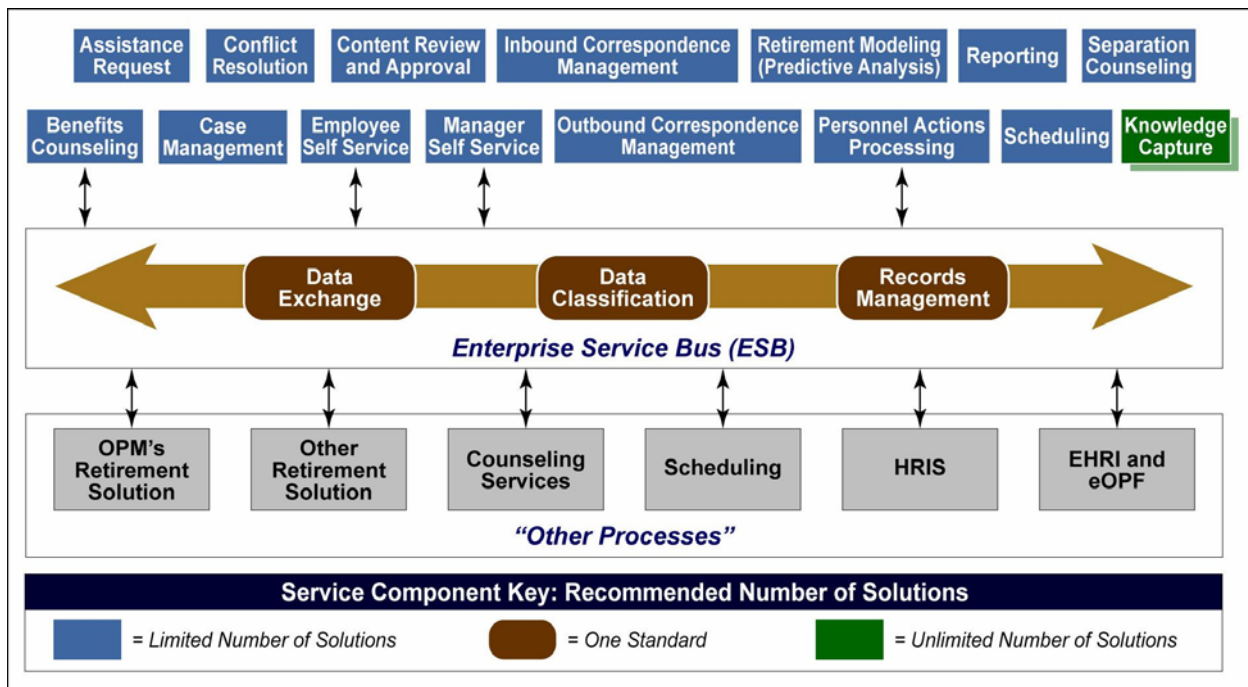 Assistance
Request
Conflict
Resolution
Content Review
and Approval
Inbound Correspondence
Management
Retirement Modeling
(Predictive Analysis)
Reporting
Separation
Counseling
Benefits
Counseling
Case
Management
Employee
Self Service
Manager
Self Service
Outbound Correspondence
Management
Personnel Actions
Processing
Scheduling
Knowledge
Capture
Data
Exchange
Data
Classification
Records
Management
Enterprise Service Bus (ESB)
OPM’s
Retirement
Solution
Other
Retirement
Solution
Counseling
Services
Scheduling
HRIS
EHRI and
eOPF
“Other Processes”
Service Component Key: Recommended Number of Solutions
= Limited Number of Solutions
= One Standard
= Unlimited Number of Solutions